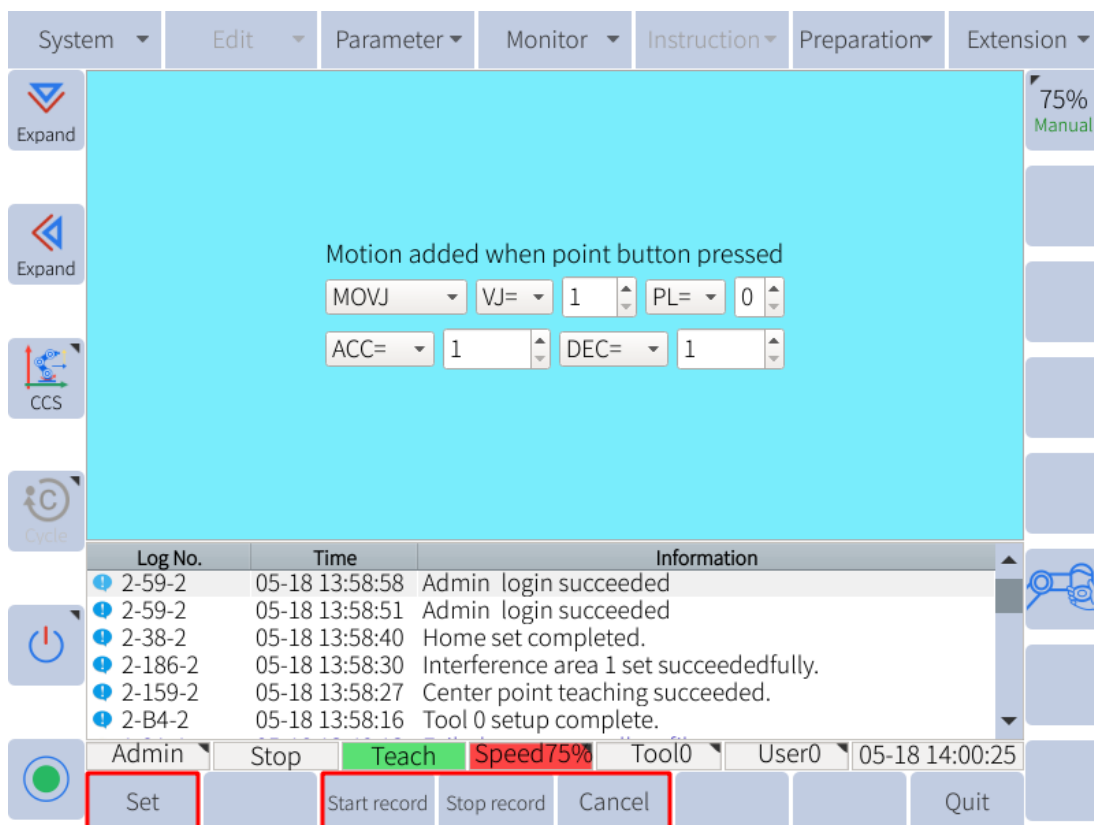 System Edit Parameter Monitor Instruction Preparation Extension
75%
Manual
Expand
Expand
CCS
Cycle
Motion added when point button pressed
MOVJ VJ= 1 PL= 0
ACC= 1 DEC= 1
Log No. Time Information
2-59-2 05-18 13:58:58 Admin login succeeded
2-59-2 05-18 13:58:51 Admin login succeeded
2-38-2 05-18 13:58:40 Home set completed.
2-186-2 05-18 13:58:30 Interference area 1 set succeededfully.
2-159-2 05-18 13:58:27 Center point teaching succeeded.
2-B4-2 05-18 13:58:16 Tool 0 setup complete.
Admin Stop Teach Speed75% Tool0 User0 05-18 14:00:25
Set Start record Stop record Cancel Quit